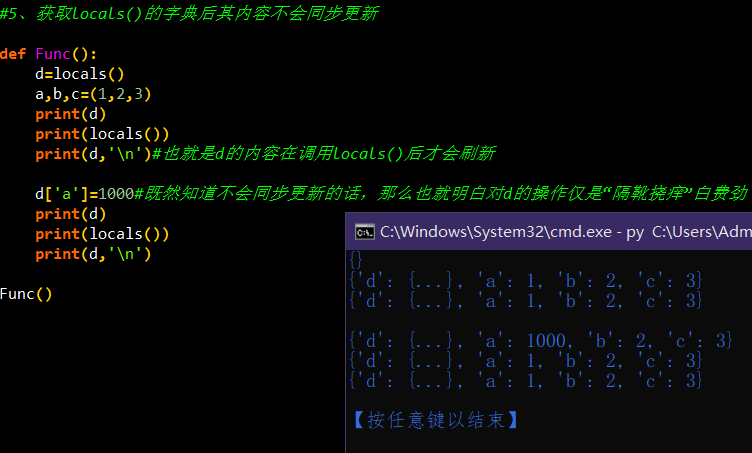 #5、获取locals()的字典后其内容不会同步更新
def Func():
    d=locals()
    a,b,c=(1,2,3)
    print(d)
    print(locals())
    print(d,'\n')#也就是d的内容在调用locals()后才会刷新
    d['a']=1000#既然知道不会同步更新的话，那么也就明白对d的操作仅是“隔靴挠痒”白费劲
    print(d)
    print(locals())
    print(d,'\n')
Func()
C:\Windows\System32\cmd.exe - py  C:\Users\Adm
{}
{'d': {...}, 'a': 1, 'b': 2, 'c': 3}
{'d': {...}, 'a': 1, 'b': 2, 'c': 3}
{'d': {...}, 'a': 1000, 'b': 2, 'c': 3}
{'d': {...}, 'a': 1, 'b': 2, 'c': 3}
{'d': {...}, 'a': 1, 'b': 2, 'c': 3}
【按任意键以结束】